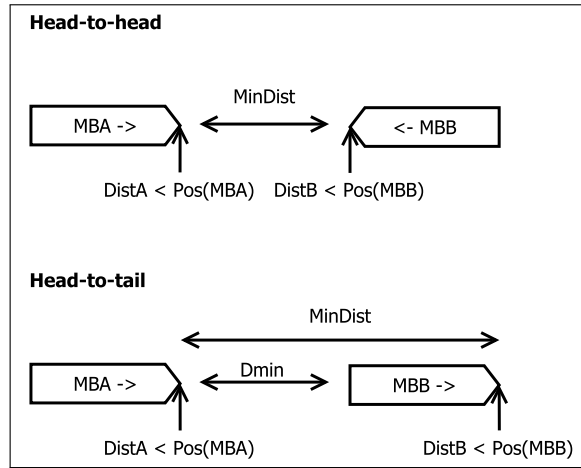 Head-to-head
MinDist
MBA ->
<- MBB
DistA < Pos(MBA)
DistB < Pos(MBB)
Head-to-tail
MinDist
MBA ->
Dmin
MBB ->
DistA < Pos(MBA)
DistB < Pos(MBB)